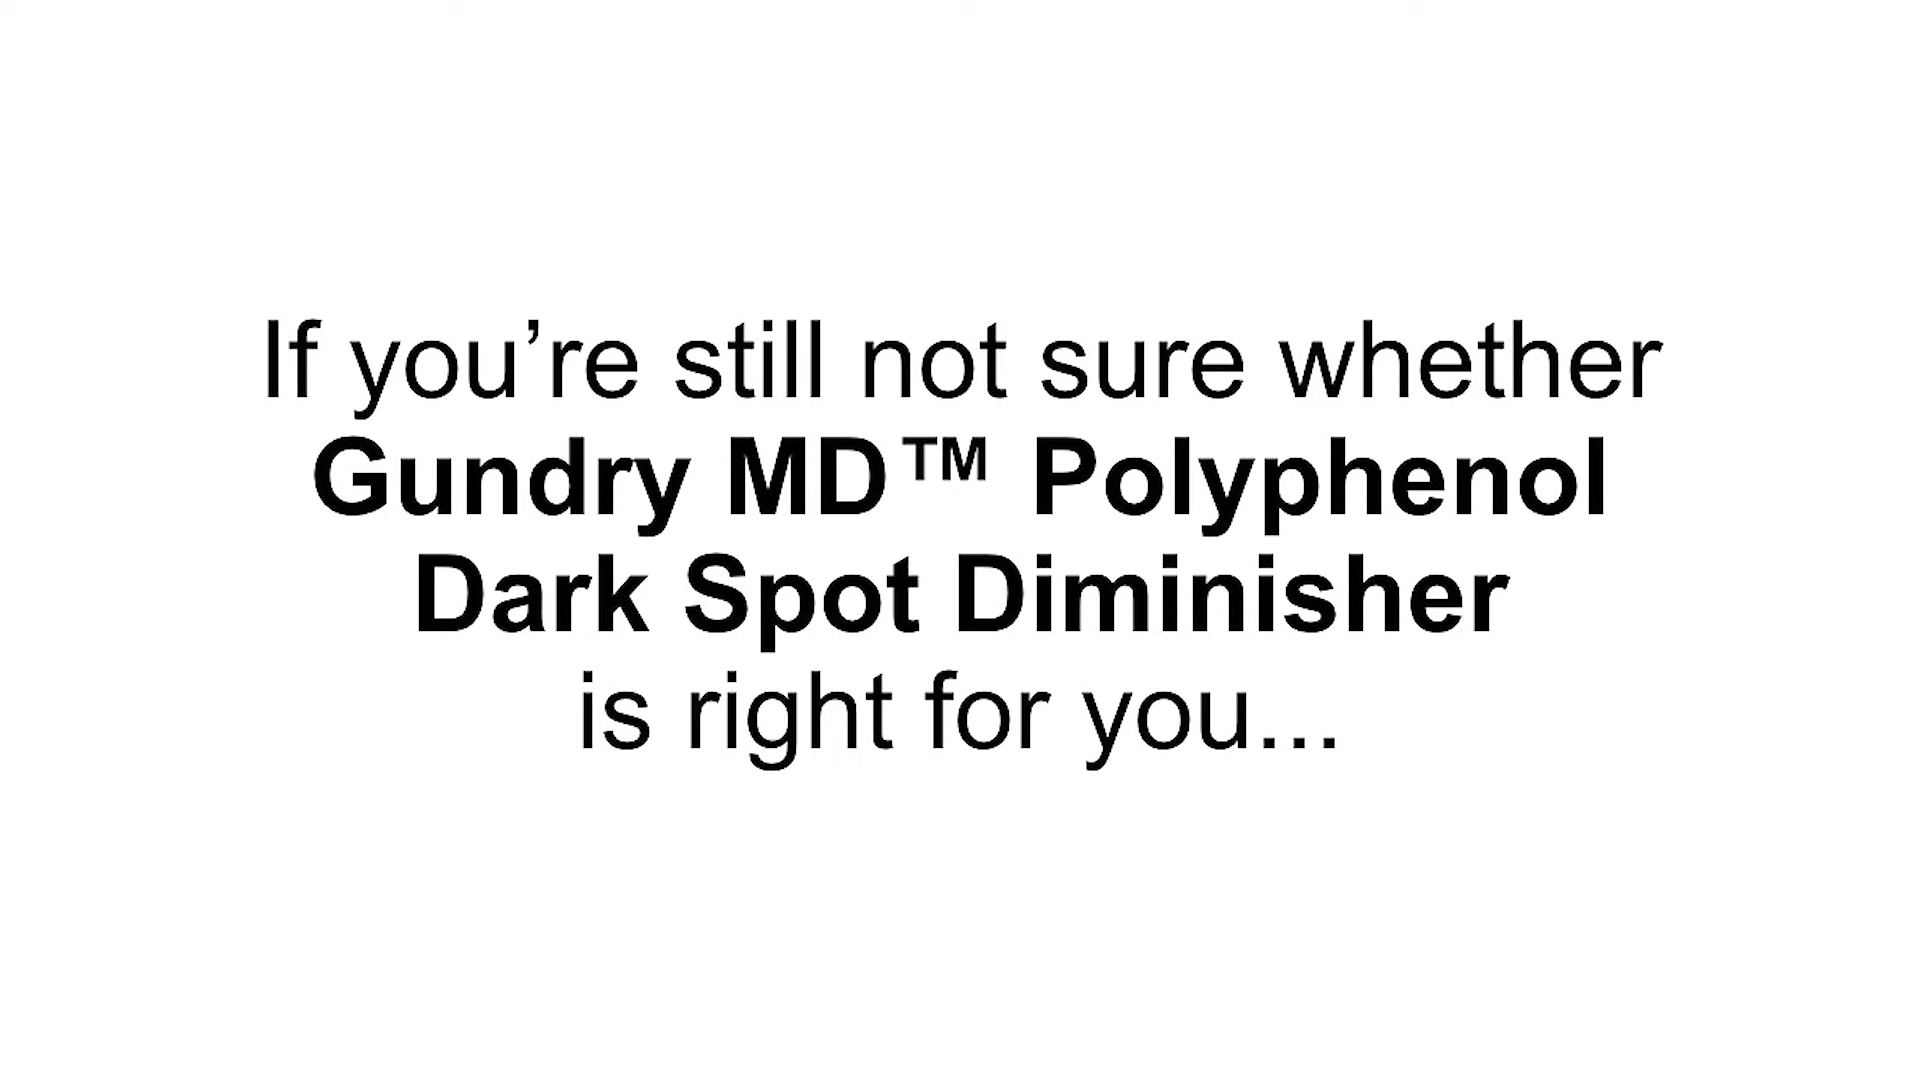 If you’re still not sure whether
Gundry MD™ Polyphenol
Dark Spot Diminisher
is right for you...